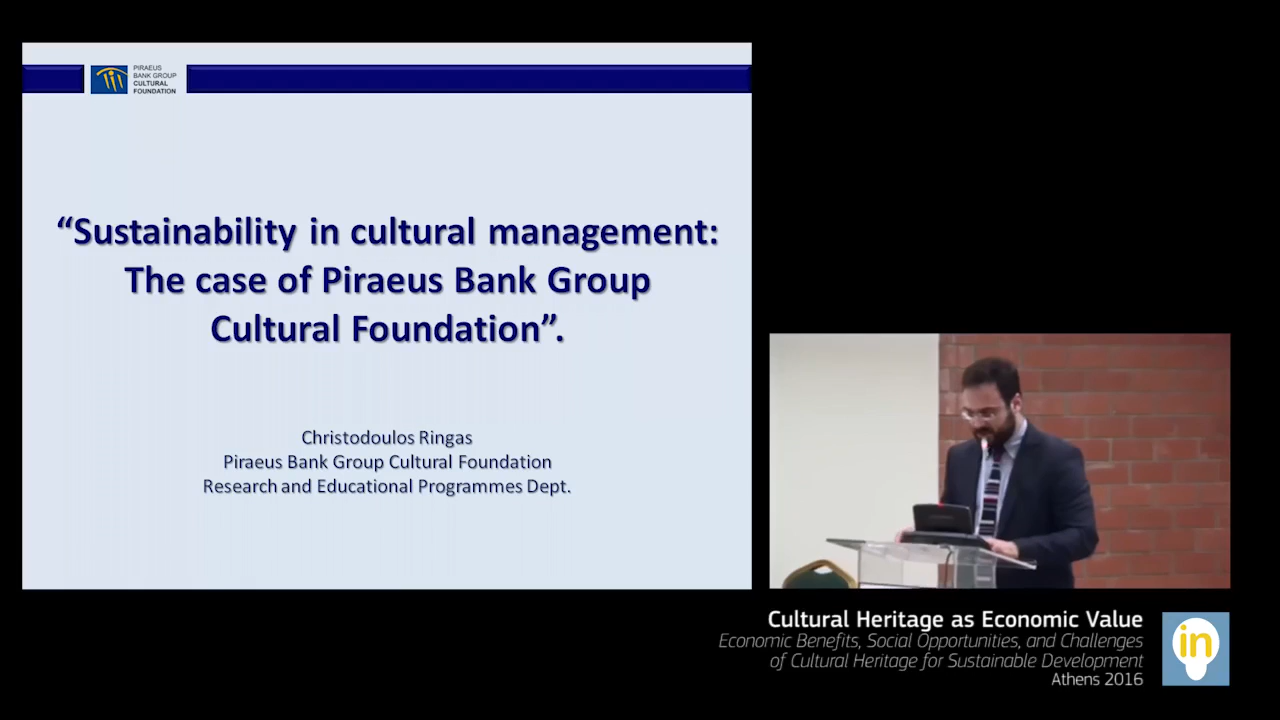 PIRAEUS
BANK GROUP
CULTURAL
FOUNDATION
“Sustainability in cultural management:
The case of Piraeus Bank Group
Cultural Foundation”.
Christodoulos Ringas
Piraeus Bank Group Cultural Foundation
Research and Educational Programmes Dept.
Cultural Heritage as Economic Value
Economic Benefits, Social Opportunities, and Challenges
of Cultural Heritage for Sustainable Development
Athens 2016
in